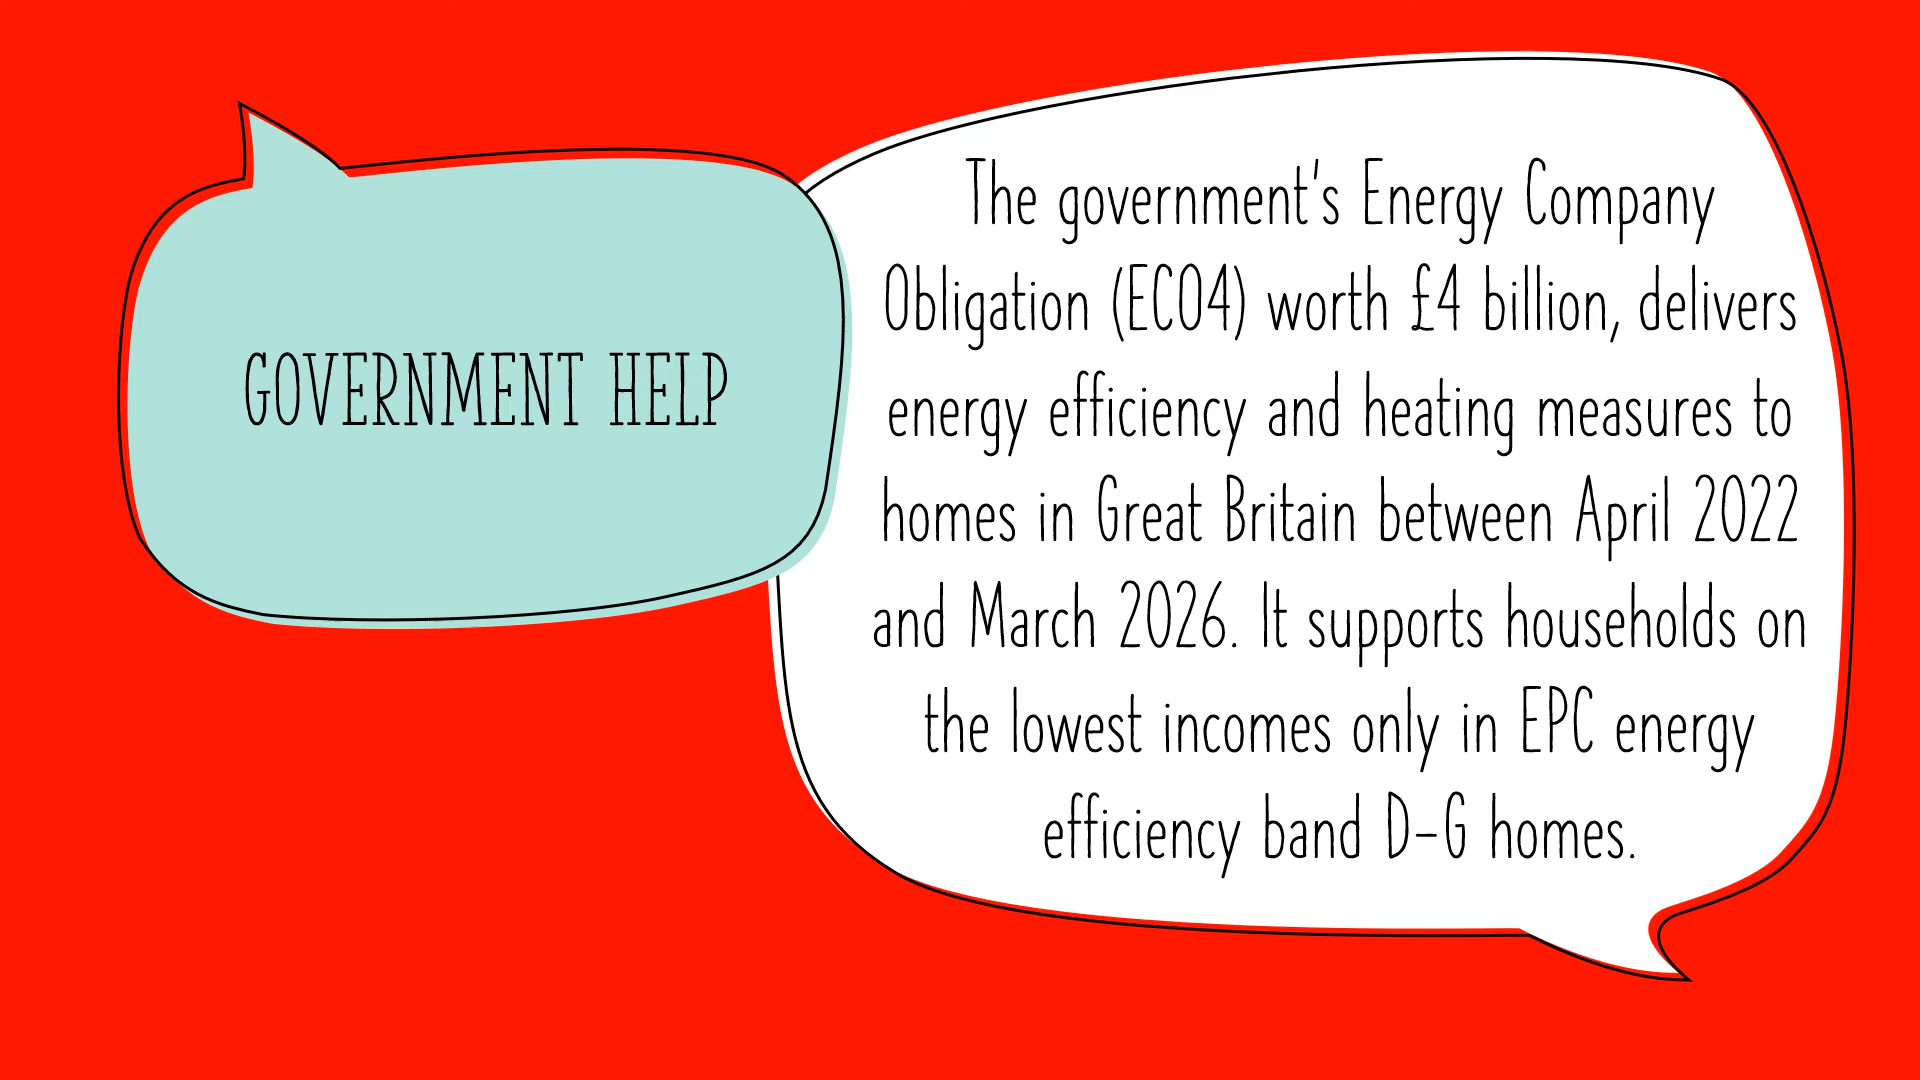 GOVERNMENT HELP
The government's Energy Company
Obligation (ECO4) worth £4 billion, delivers
energy efficiency and heating measures to
homes in Great Britain between April 2022
and March 2026. It supports households on
the lowest incomes only in EPC energy
efficiency band D–G homes.